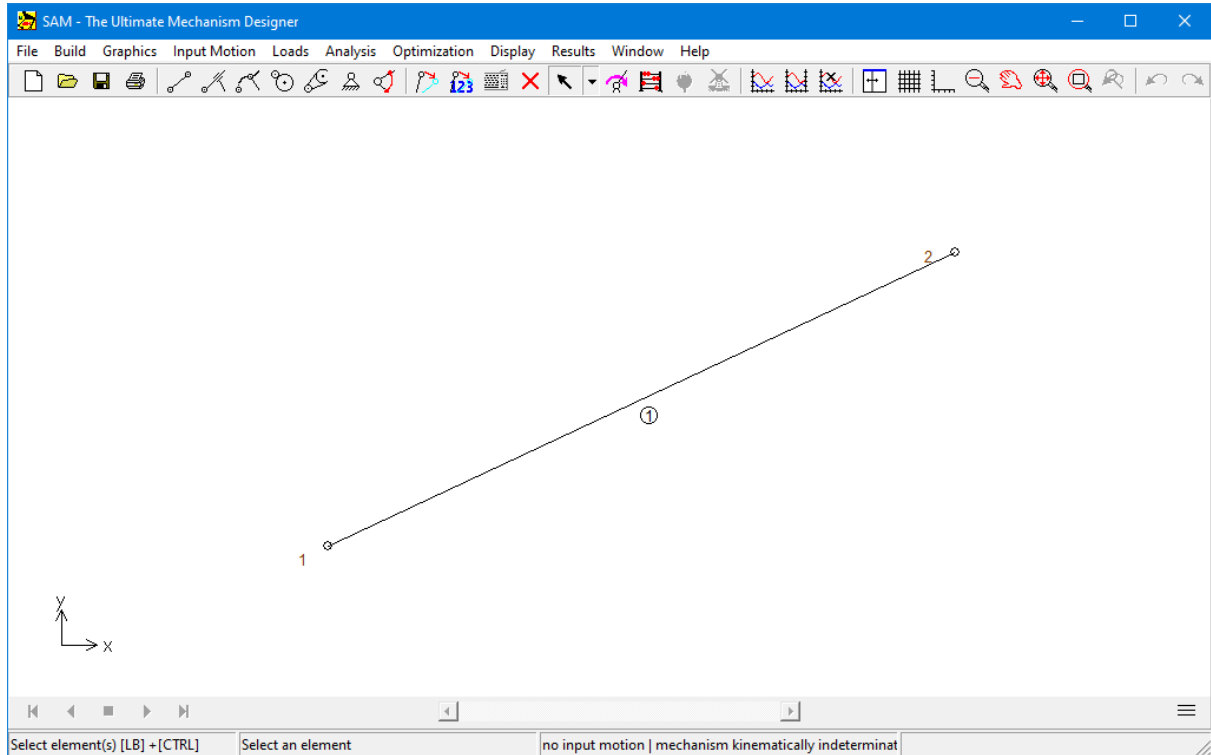 SAM - The Ultimate Mechanism Designer
File Build Graphics Input Motion Loads Analysis Optimization Display Results Window Help
123
2
1
1
y
x
Select element(s) [LB] +[CTRL] Select an element no input motion | mechanism kinematically indeterminat